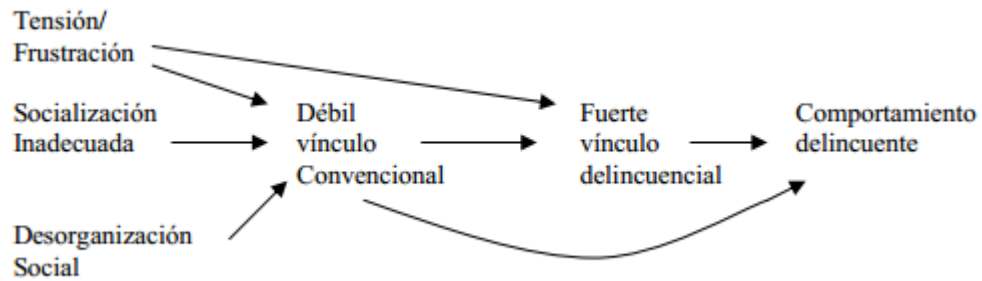 Tensión/
Frustración
Socialización
Inadecuada
Desorganización
Social
Débil
vínculo
Convencional
Fuerte
vínculo
delincuencial
Comportamiento
delincuente